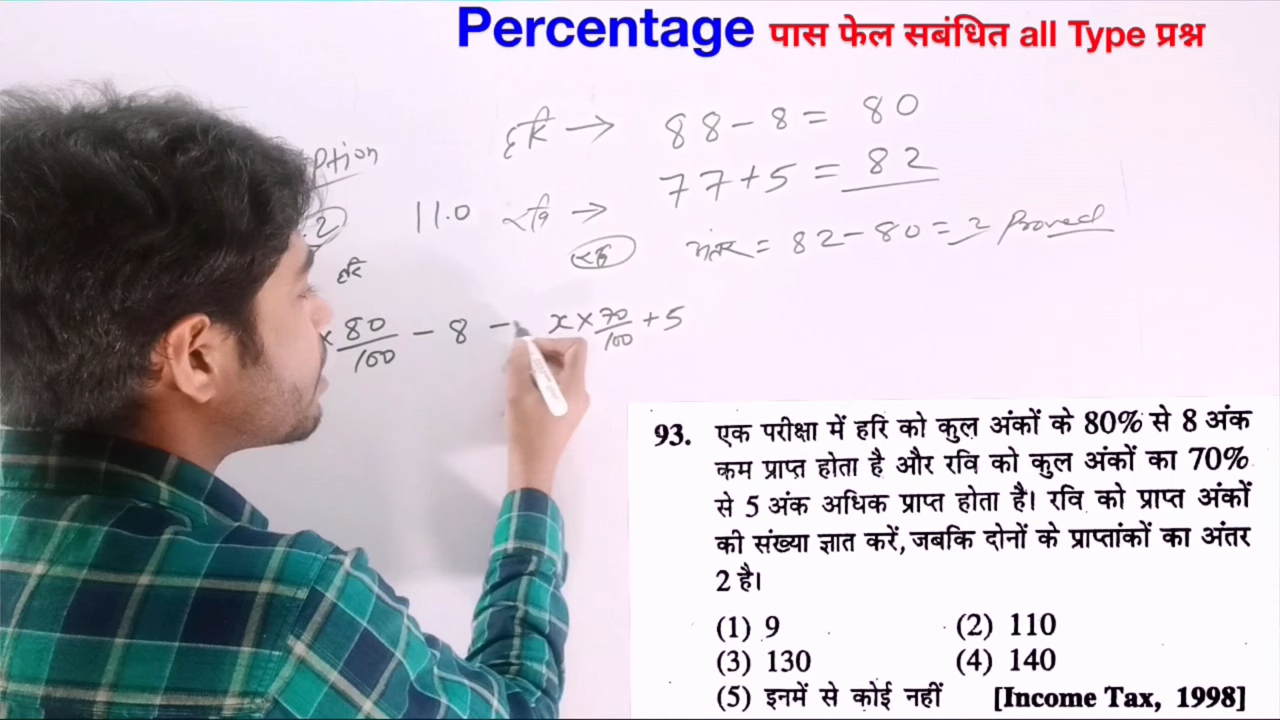 Percentage पास फेल सबंधित all Type प्रश्न
हरि → 88 - 8 = 80
77 + 5 = 82
11.0 रवि →
अंतर = 82 - 80 = 2 Proved
हरि
80/100 - 8 - x × 70/100 + 5
93. एक परीक्षा में हरि को कुल अंकों के 80% से 8 अंक
कम प्राप्त होता है और रवि को कुल अंकों का 70%
से 5 अंक अधिक प्राप्त होता है। रवि को प्राप्त अंकों
की संख्या ज्ञात करें, जबकि दोनों के प्राप्तांकों का अंतर
2 है।
(1) 9 (2) 110
(3) 130 (4) 140
(5) इनमें से कोई नहीं [Income Tax, 1998]